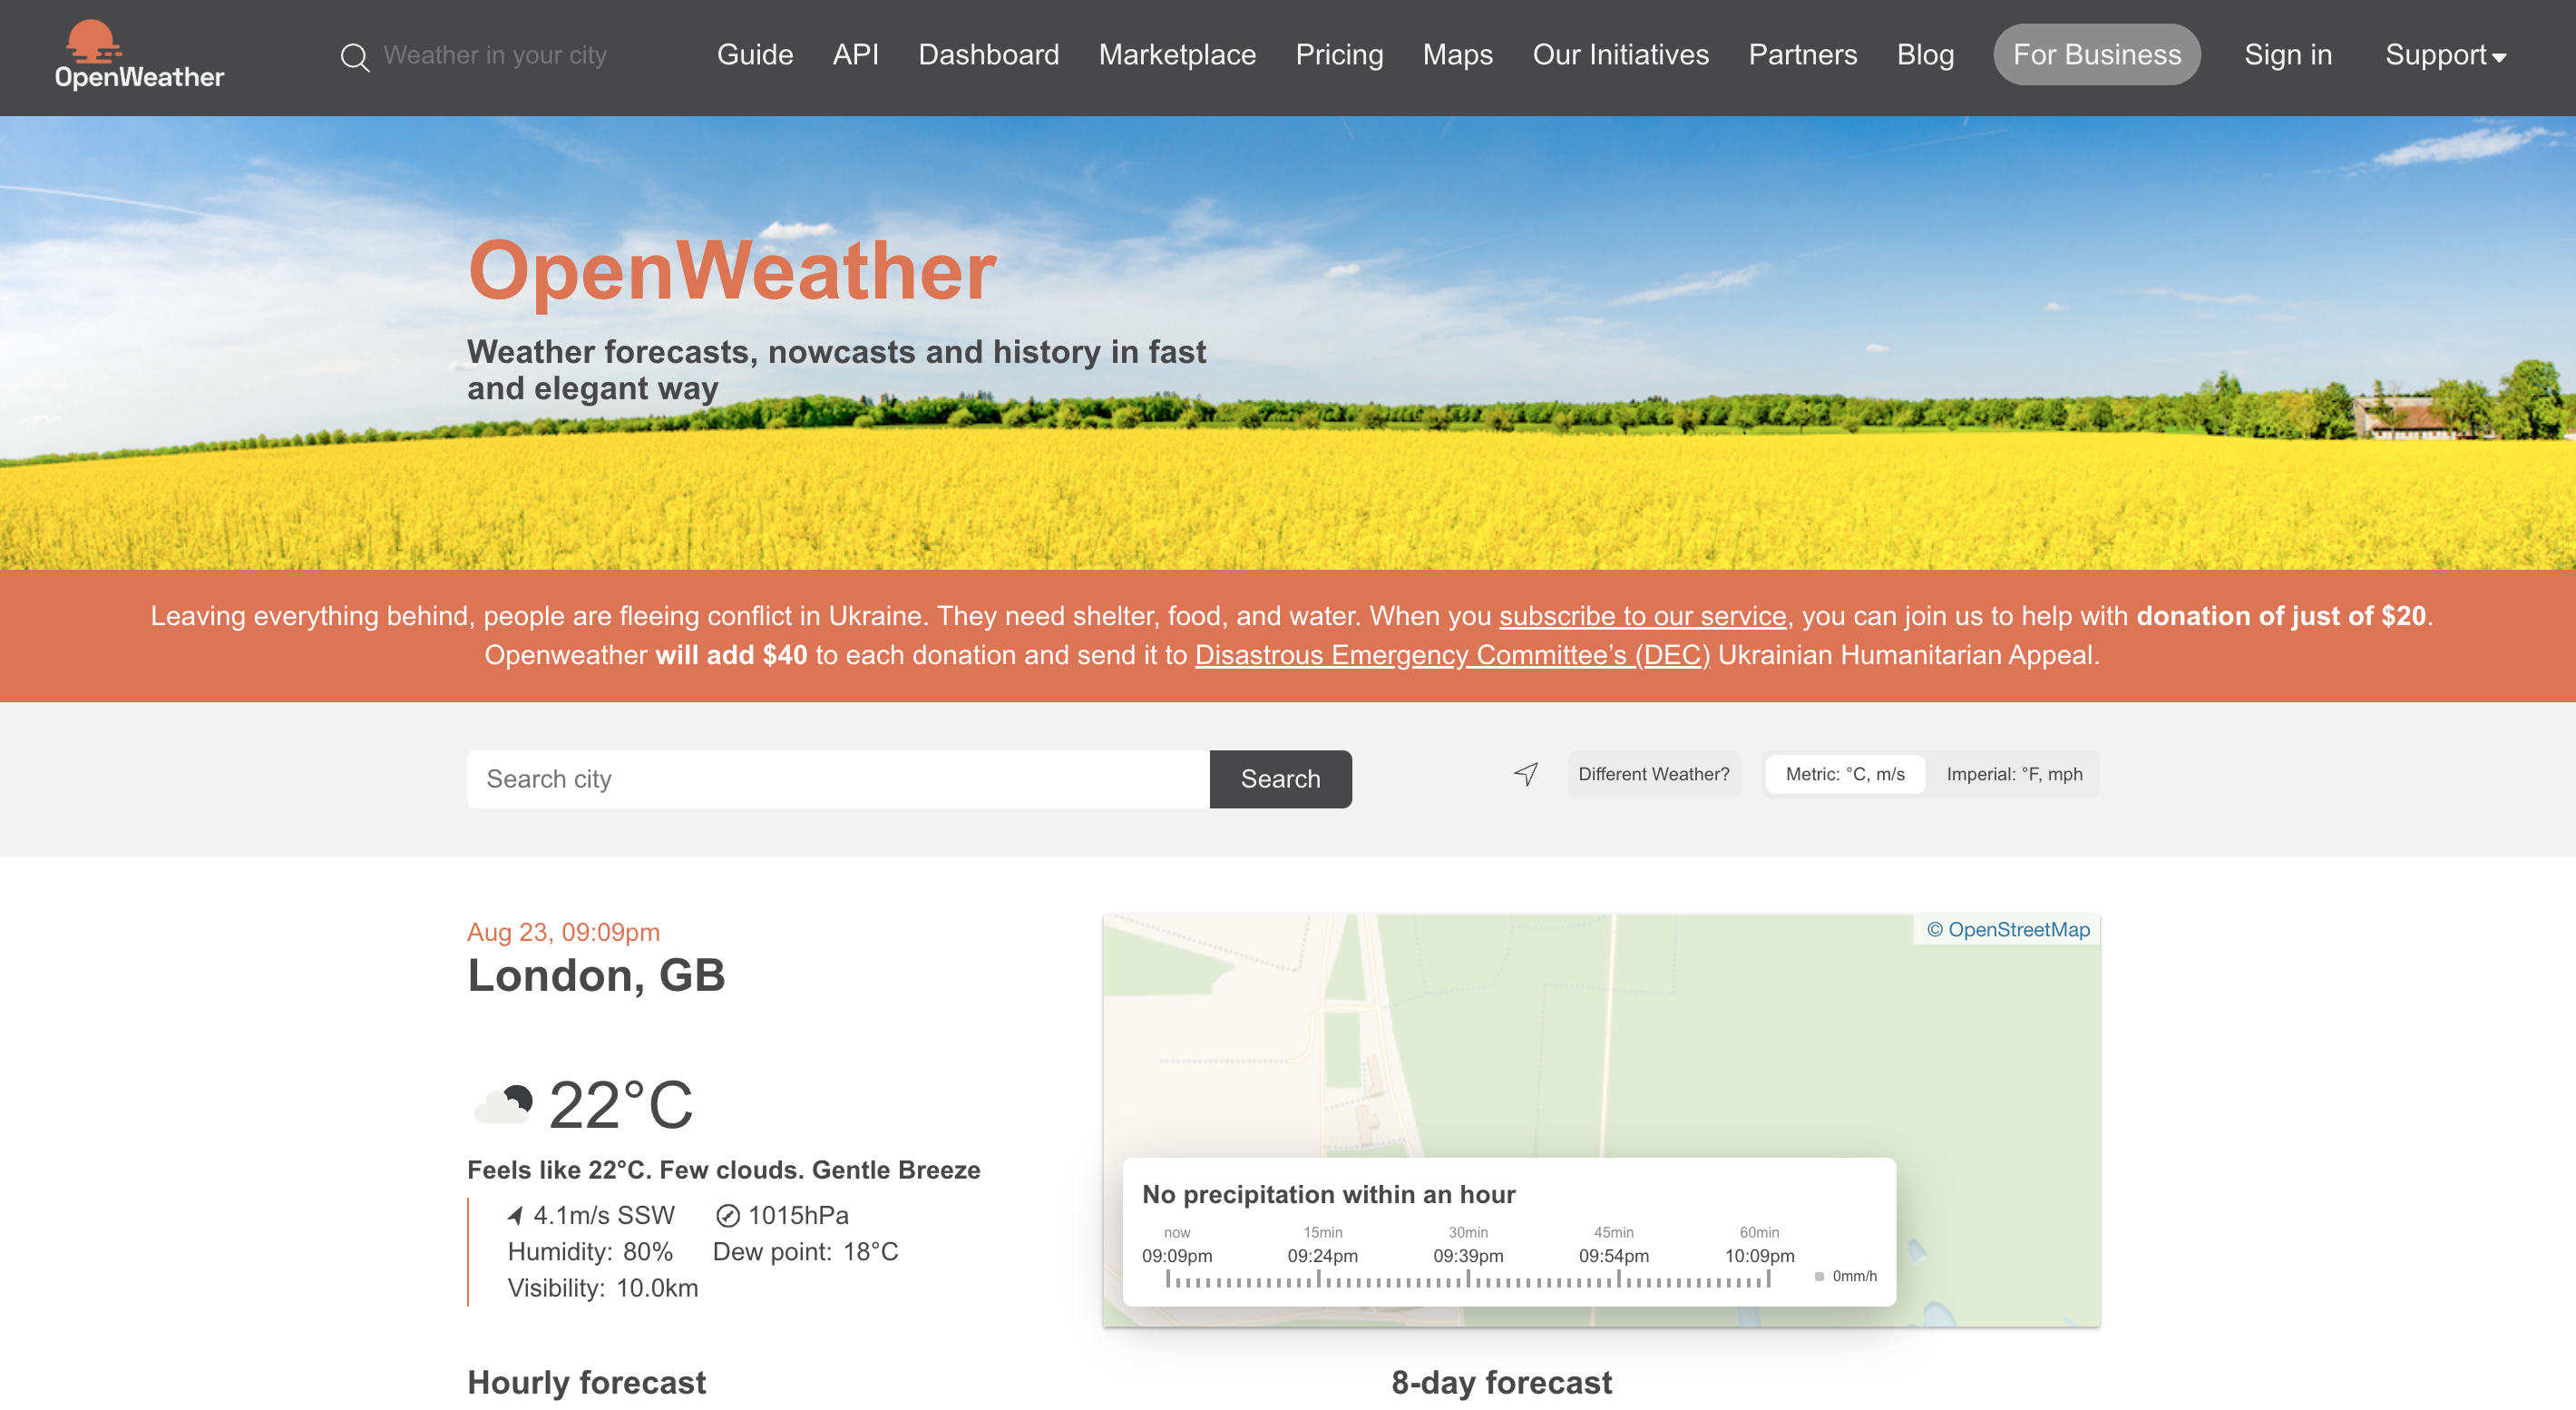 OpenWeather
Weather in your city
Guide API Dashboard Marketplace Pricing Maps Our Initiatives Partners Blog For Business Sign in Support
OpenWeather
Weather forecasts, nowcasts and history in fast
and elegant way
Leaving everything behind, people are fleeing conflict in Ukraine. They need shelter, food, and water. When you subscribe to our service, you can join us to help with donation of just of $20.
Openweather will add $40 to each donation and send it to Disastrous Emergency Committee’s (DEC) Ukrainian Humanitarian Appeal.
Search city Search
Different Weather? Metric: °C, m/s Imperial: °F, mph
Aug 23, 09:09pm
London, GB
22°C
Feels like 22°C. Few clouds. Gentle Breeze
4.1m/s SSW 1015hPa
Humidity: 80% Dew point: 18°C
Visibility: 10.0km
© OpenStreetMap
No precipitation within an hour
now 15min 30min 45min 60min
09:09pm 09:24pm 09:39pm 09:54pm 10:09pm
0mm/h
Hourly forecast
8-day forecast